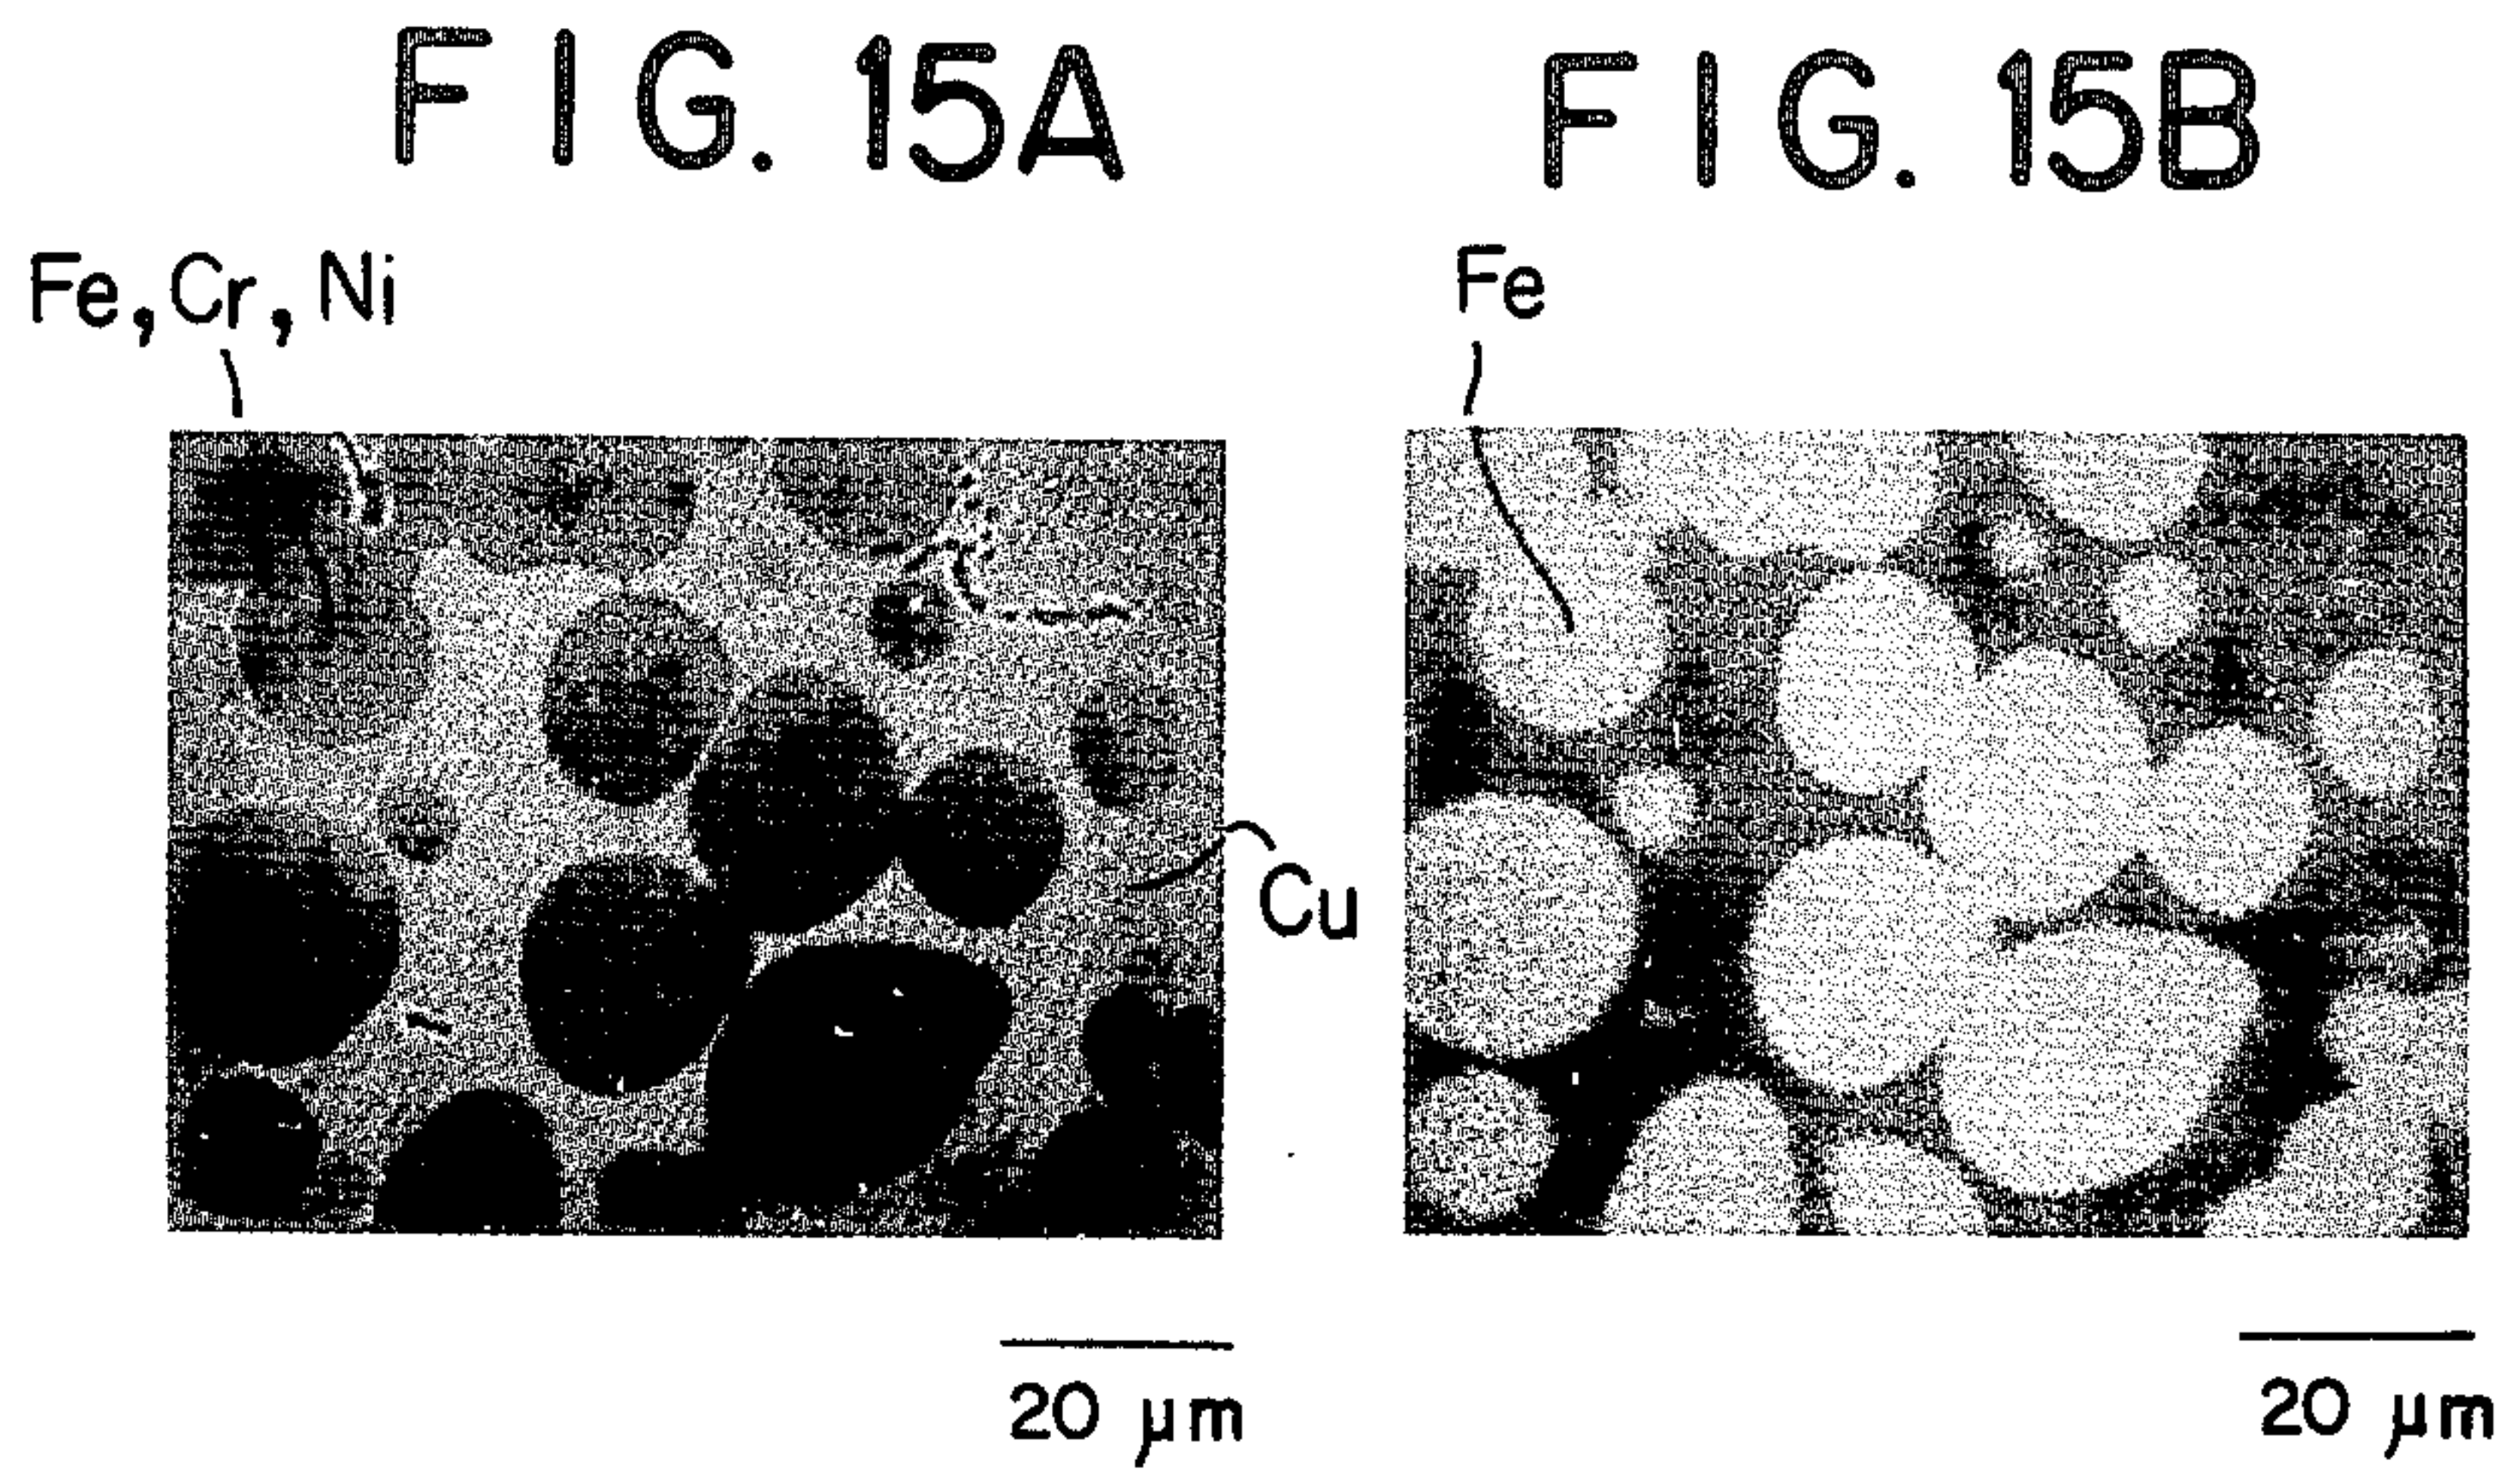 FIG. 15A
FIG. 15B
Fe, Cr, Ni
Fe
Cu
20 μm
20 μm